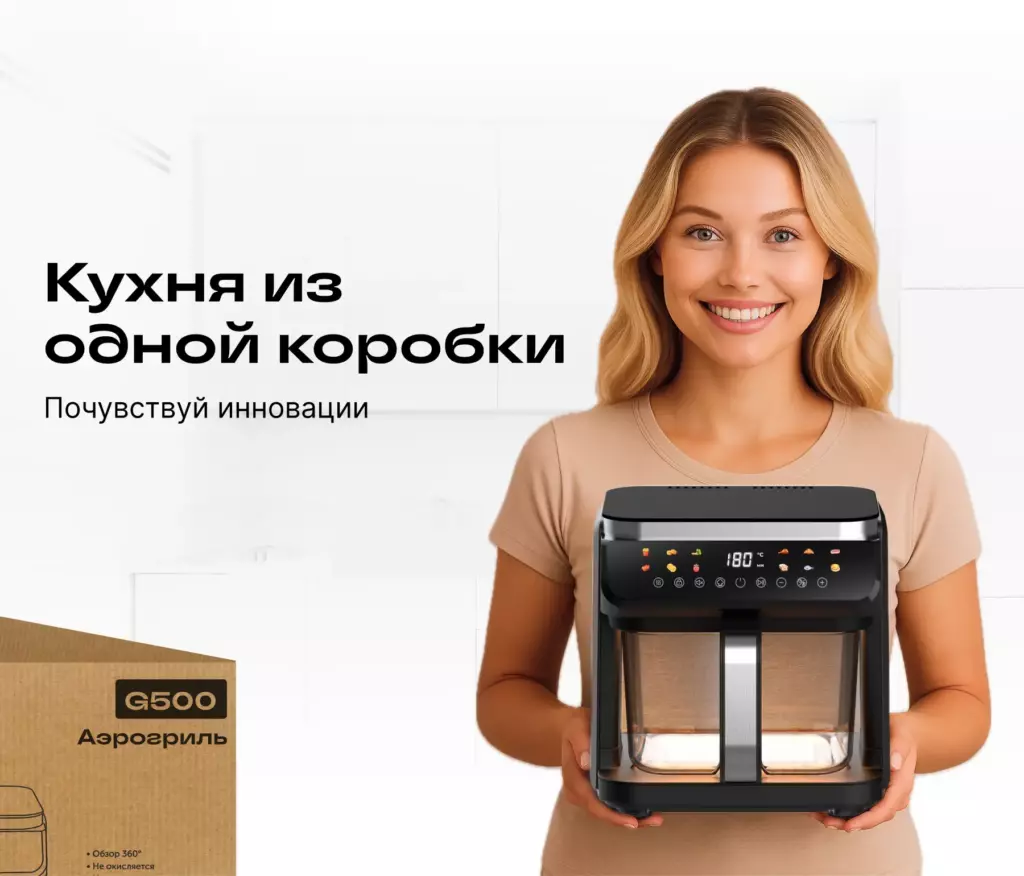 Кухня из
одной коробки
Почувствуй инновации
180 °C
G500
Аэрогриль
• Обзор 360°
• Не окисляется